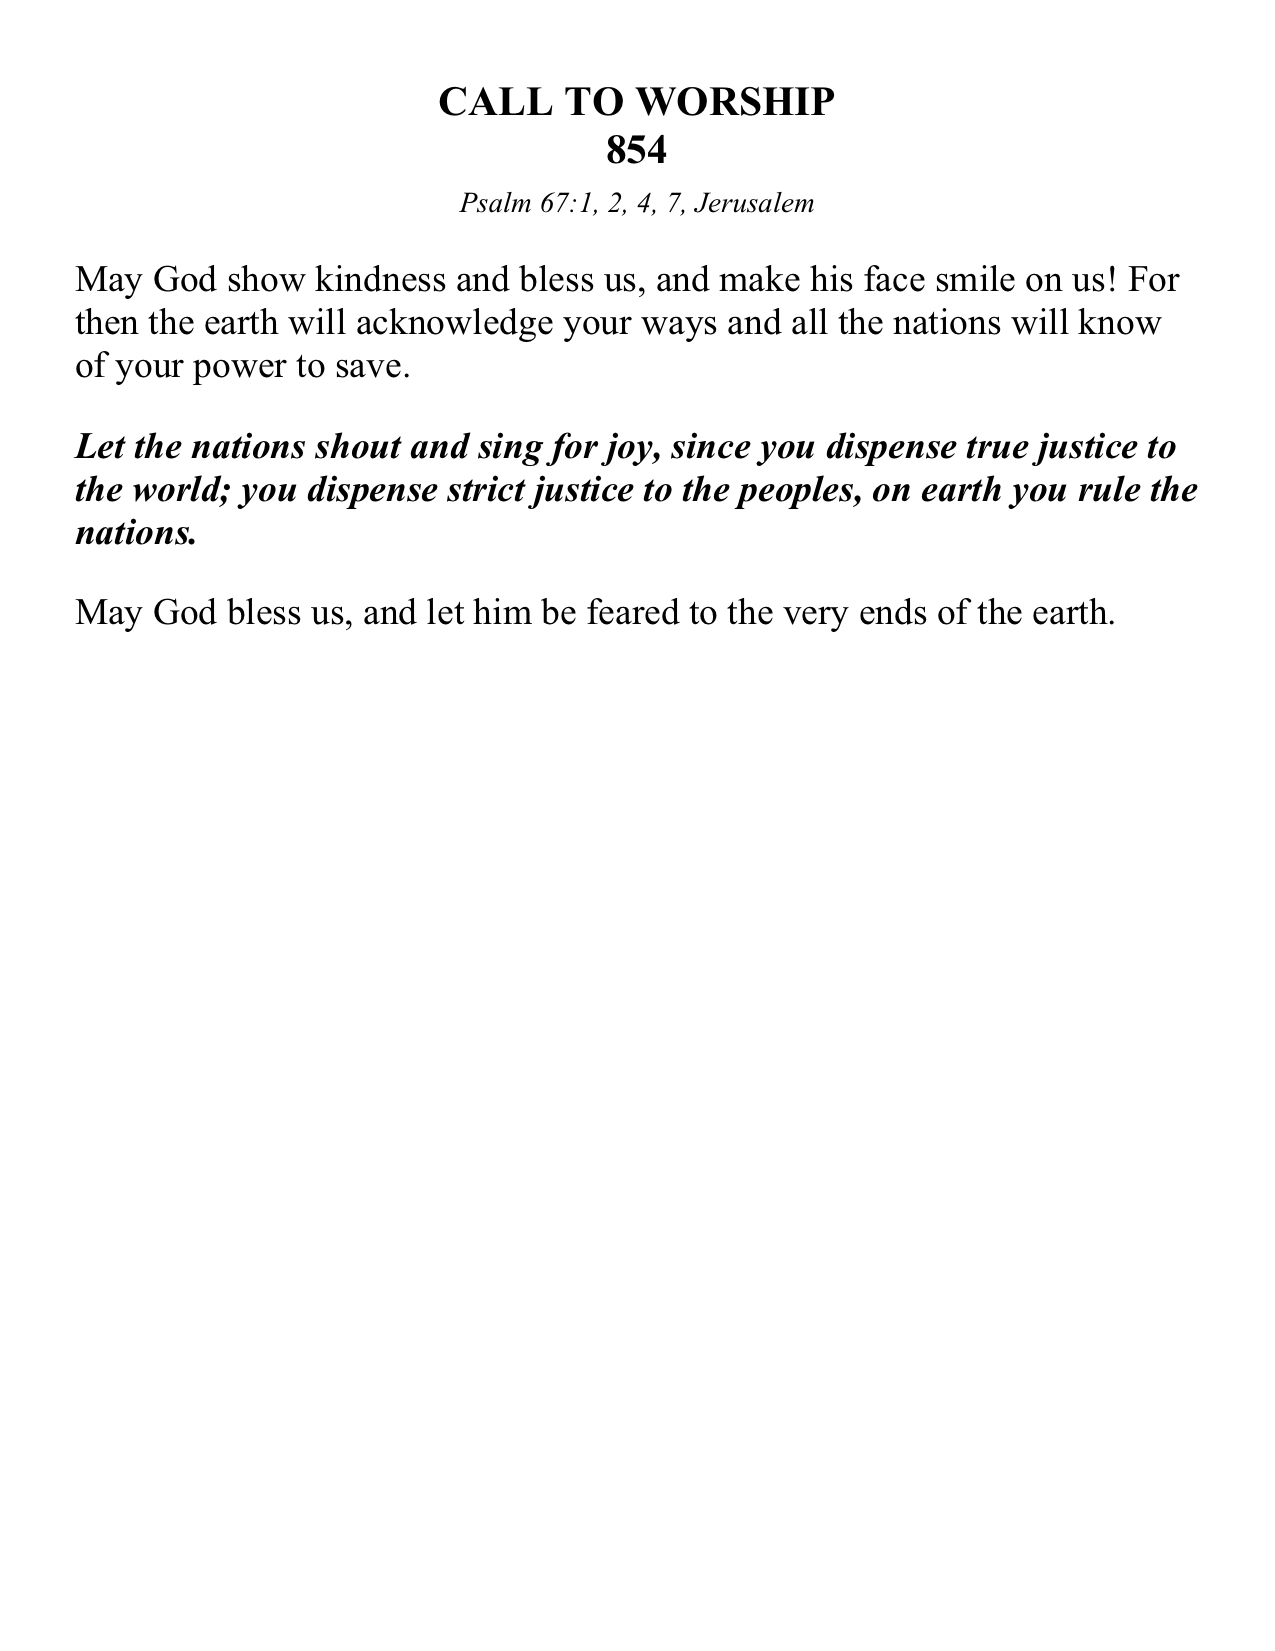 CALL TO WORSHIP
854
Psalm 67:1, 2, 4, 7, Jerusalem
May God show kindness and bless us, and make his face smile on us! For
then the earth will acknowledge your ways and all the nations will know
of your power to save.
Let the nations shout and sing for joy, since you dispense true justice to
the world; you dispense strict justice to the peoples, on earth you rule the
nations.
May God bless us, and let him be feared to the very ends of the earth.